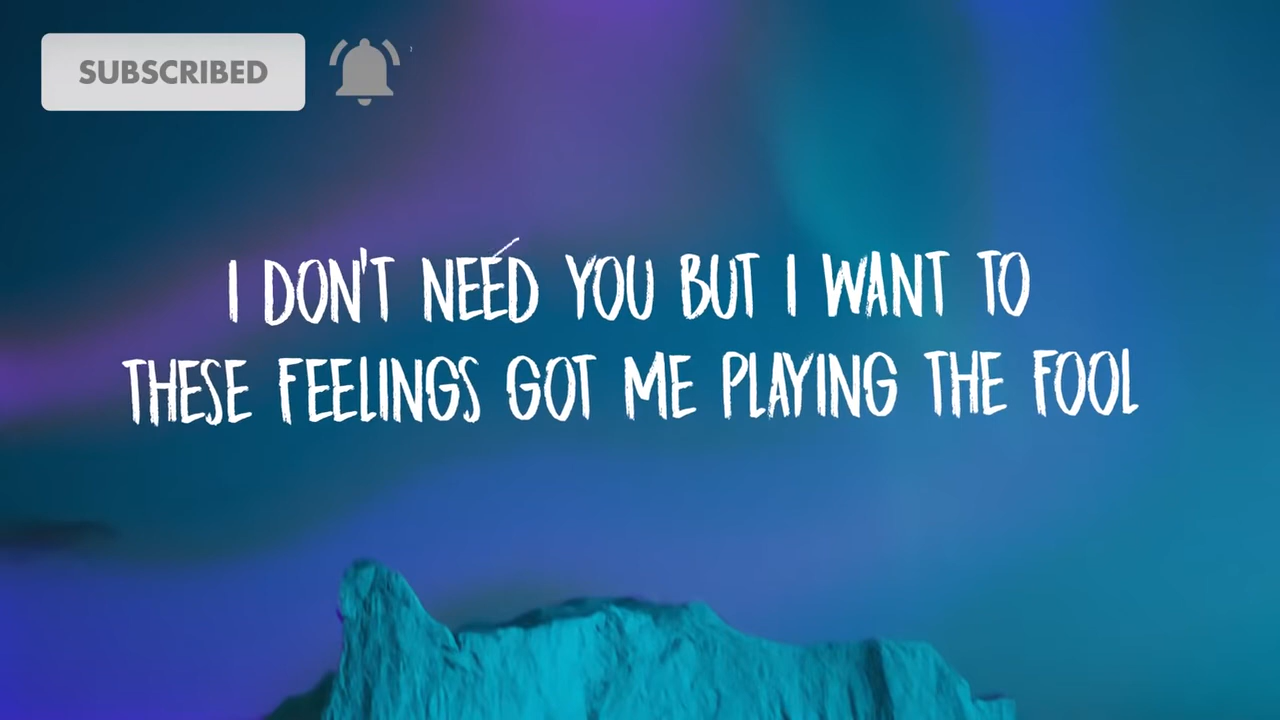 SUBSCRIBED
I DON'T NEED YOU BUT I WANT TO
THESE FEELINGS GOT ME PLAYING THE FOOL